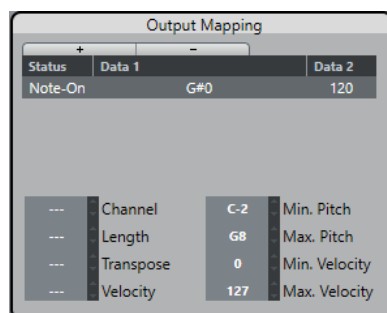 Output Mapping
+ −
Status Data 1 Data 2
Note-On G#0 120
--- Channel C-2 Min. Pitch
--- Length G8 Max. Pitch
--- Transpose 0 Min. Velocity
--- Velocity 127 Max. Velocity